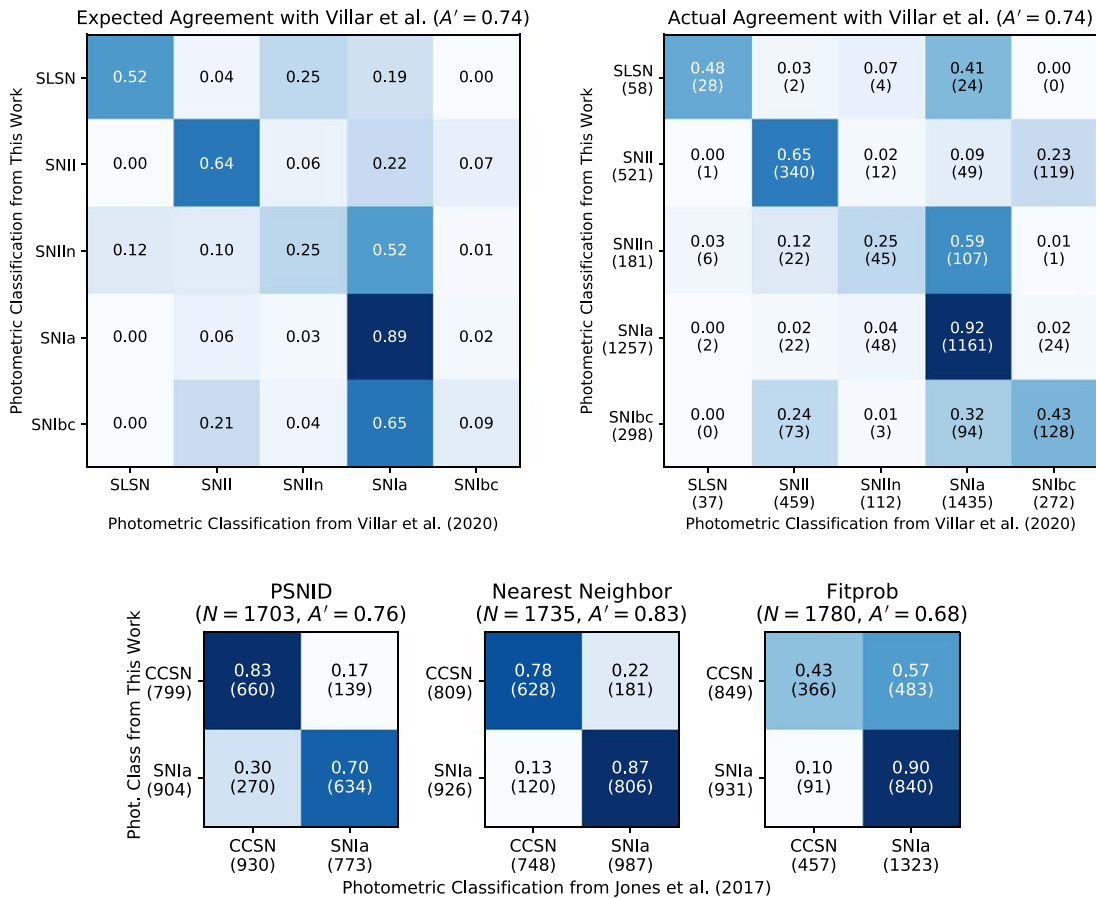 Expected Agreement with Villar et al. (A′ = 0.74)
Photometric Classification from This Work
SLSN 0.52 0.04 0.25 0.19 0.00
SNII 0.00 0.64 0.06 0.22 0.07
SNIIn 0.12 0.10 0.25 0.52 0.01
SNIa 0.00 0.06 0.03 0.89 0.02
SNIbc 0.00 0.21 0.04 0.65 0.09
SLSN SNII SNIIn SNIa SNIbc
Photometric Classification from Villar et al. (2020)
Actual Agreement with Villar et al. (A′ = 0.74)
Photometric Classification from This Work
SLSN 0.48 0.03 0.07 0.41 0.00
(58) (28) (2) (4) (24) (0)
SNII 0.00 0.65 0.02 0.09 0.23
(521) (1) (340) (12) (49) (119)
SNIIn 0.03 0.12 0.25 0.59 0.01
(181) (6) (22) (45) (107) (1)
SNIa 0.00 0.02 0.04 0.92 0.02
(1257) (2) (22) (48) (1161) (24)
SNIbc 0.00 0.24 0.01 0.32 0.43
(298) (0) (73) (3) (94) (128)
SLSN SNII SNIIn SNIa SNIbc
(37) (459) (112) (1435) (272)
Photometric Classification from Villar et al. (2020)
Phot. Class from This Work
PSNID
(N = 1703, A′ = 0.76)
CCSN 0.83 0.17
(799) (660) (139)
SNIa 0.30 0.70
(904) (270) (634)
CCSN SNIa
(930) (773)
Nearest Neighbor
(N = 1735, A′ = 0.83)
CCSN 0.78 0.22
(809) (628) (181)
SNIa 0.13 0.87
(926) (120) (806)
CCSN SNIa
(748) (987)
Fitprob
(N = 1780, A′ = 0.68)
CCSN 0.43 0.57
(849) (366) (483)
SNIa 0.10 0.90
(931) (91) (840)
CCSN SNIa
(457) (1323)
Photometric Classification from Jones et al. (2017)